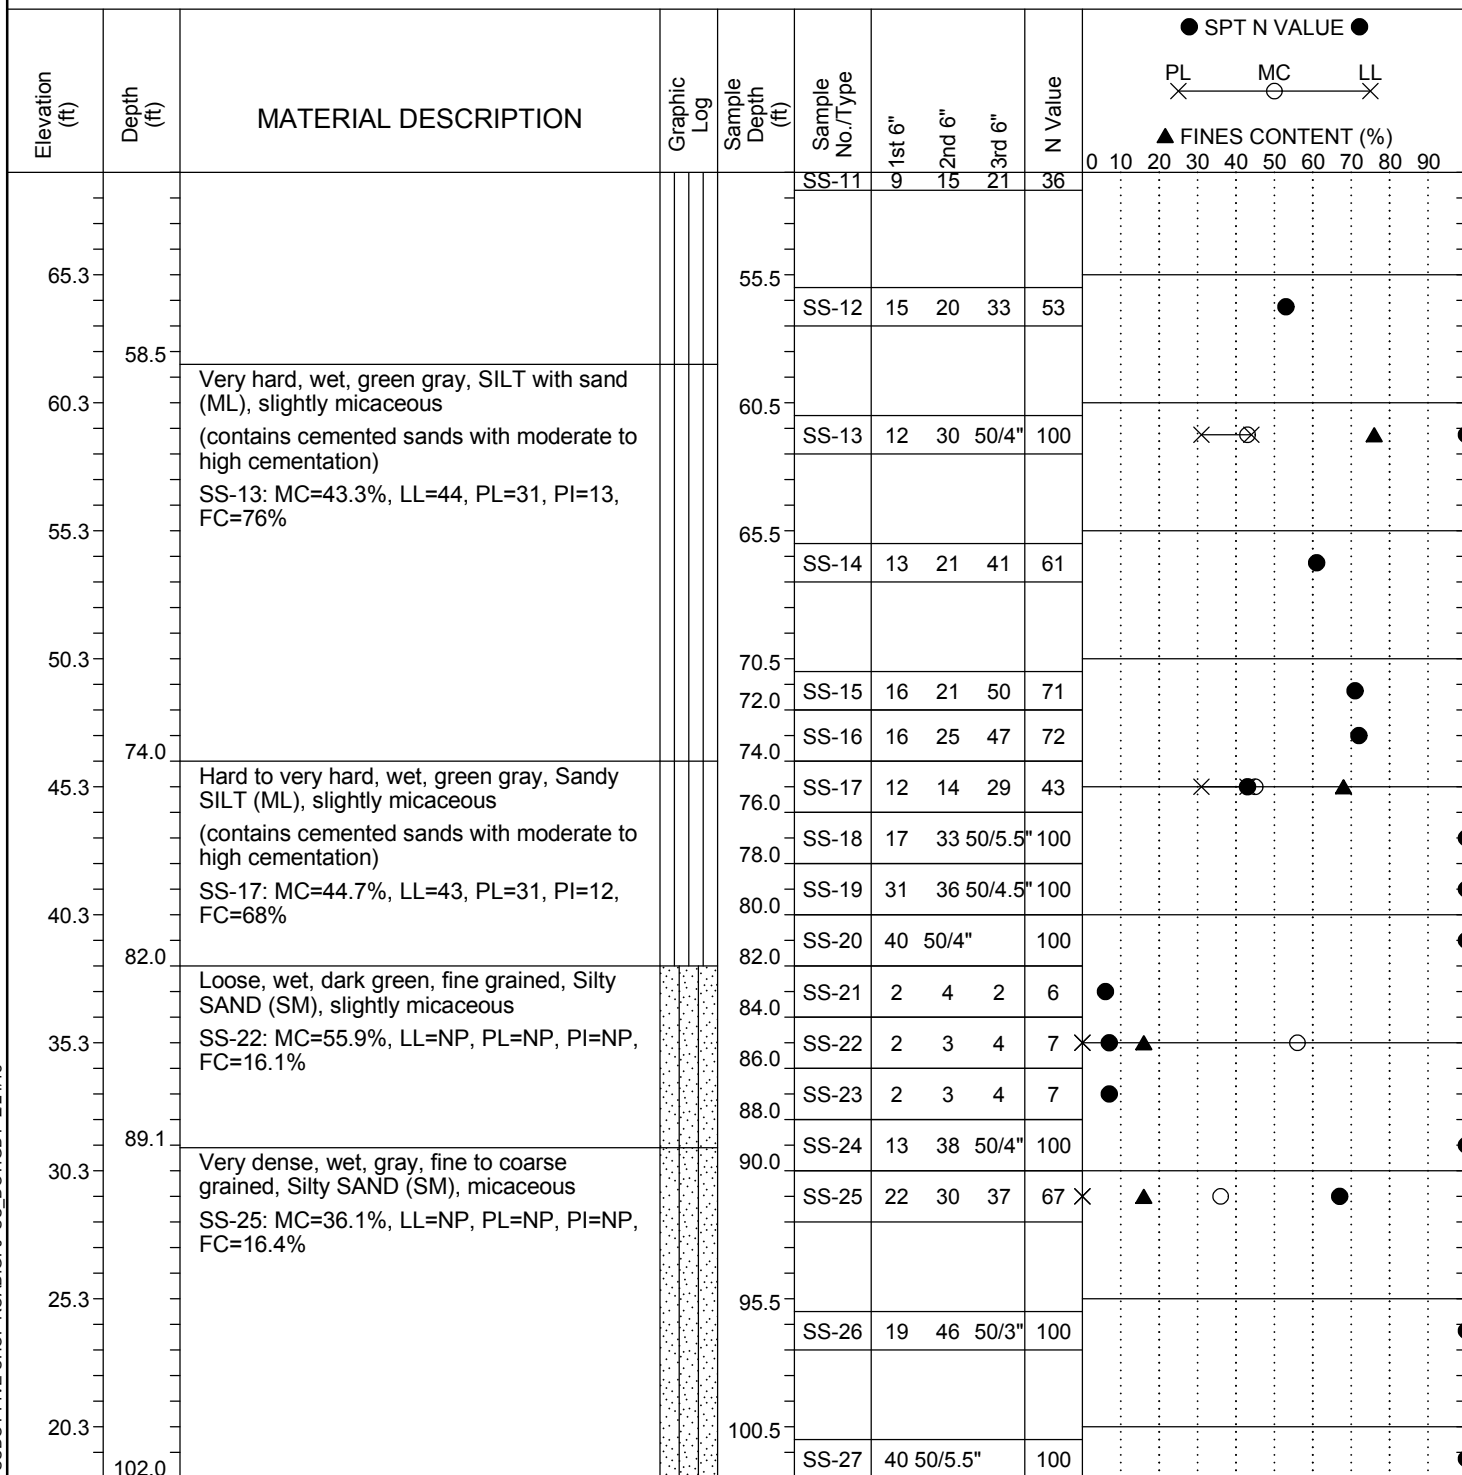 ● SPT N VALUE ●
PL MC LL
▲ FINES CONTENT (%)
Elevation (ft) Depth (ft) MATERIAL DESCRIPTION Graphic Log Sample Depth (ft) Sample No./Type 1st 6" 2nd 6" 3rd 6" N Value
0 10 20 30 40 50 60 70 80 90
SS-11 9 15 21 36
65.3 55.5
SS-12 15 20 33 53
58.5
Very hard, wet, green gray, SILT with sand
60.3 (ML), slightly micaceous 60.5
(contains cemented sands with moderate to SS-13 12 30 50/4" 100
high cementation)
SS-13: MC=43.3%, LL=44, PL=31, PI=13,
FC=76%
55.3 65.5
SS-14 13 21 41 61
50.3 70.5
SS-15 16 21 50 71
72.0
SS-16 16 25 47 72
74.0 74.0
Hard to very hard, wet, green gray, Sandy
45.3 SS-17 12 14 29 43
SILT (ML), slightly micaceous 76.0
(contains cemented sands with moderate to SS-18 17 33 50/5.5" 100
high cementation) 78.0
SS-17: MC=44.7%, LL=43, PL=31, PI=12, SS-19 31 36 50/4.5" 100
40.3 FC=68% 80.0
SS-20 40 50/4" 100
82.0 82.0
Loose, wet, dark green, fine grained, Silty
SS-21 2 4 2 6
SAND (SM), slightly micaceous 84.0
35.3 SS-22: MC=55.9%, LL=NP, PL=NP, PI=NP, SS-22 2 3 4 7
FC=16.1% 86.0
SS-23 2 3 4 7
88.0
89.1 SS-24 13 38 50/4" 100
Very dense, wet, gray, fine to coarse 90.0
30.3 grained, Silty SAND (SM), micaceous SS-25 22 30 37 67
SS-25: MC=36.1%, LL=NP, PL=NP, PI=NP,
FC=16.4%
25.3 95.5
SS-26 19 46 50/3" 100
20.3 100.5
SS-27 40 50/5.5" 100
102.0